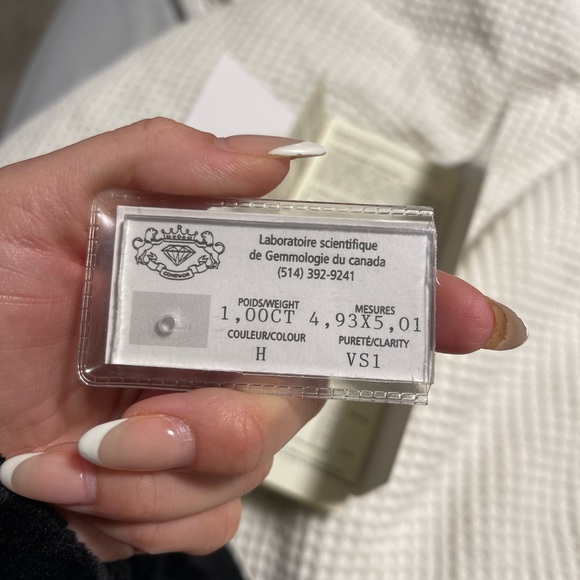 Laboratoire scientifique
de Gemmologie du canada
(514) 392-9241
POIDS/WEIGHT MESURES
1,00CT 4,93X5,01
COULEUR/COLOUR PURETÉ/CLARITY
H VS1